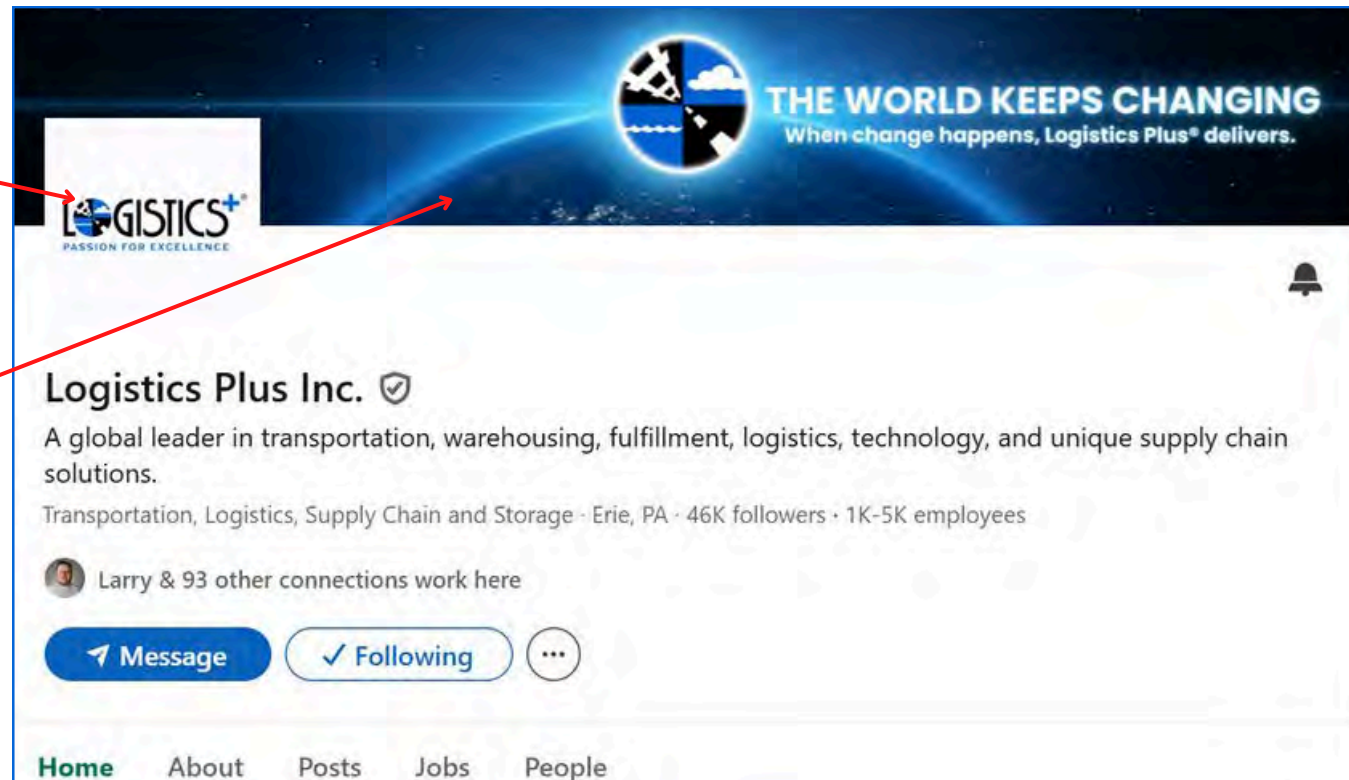 THE WORLD KEEPS CHANGING
When change happens, Logistics Plus® delivers.
LOGISTICS+®
PASSION FOR EXCELLENCE
Logistics Plus Inc.
A global leader in transportation, warehousing, fulfillment, logistics, technology, and unique supply chain
solutions.
Transportation, Logistics, Supply Chain and Storage · Erie, PA · 46K followers · 1K-5K employees
Larry & 93 other connections work here
Message
✓ Following
···
Home About Posts Jobs People